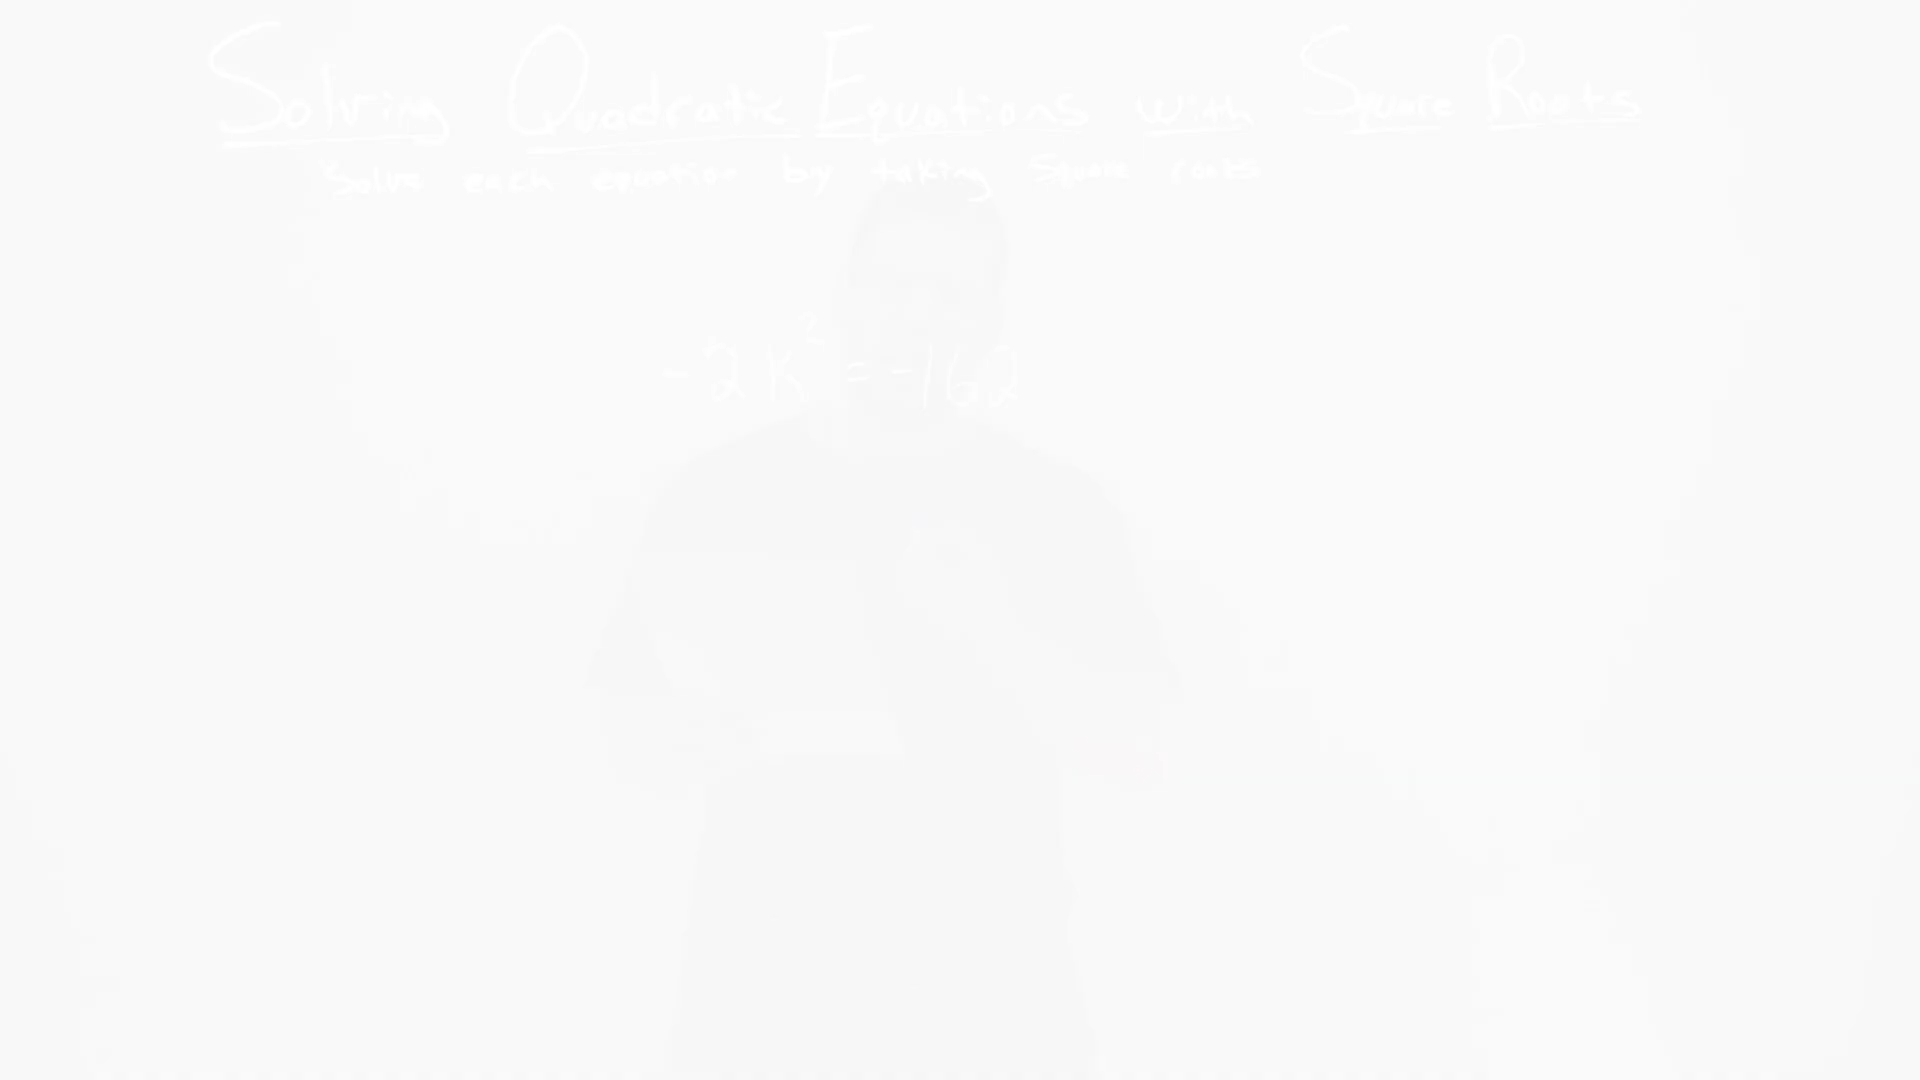 Solving Quadratic Equations with Square Roots
Solve each equation by taking square roots
-2k² = -162